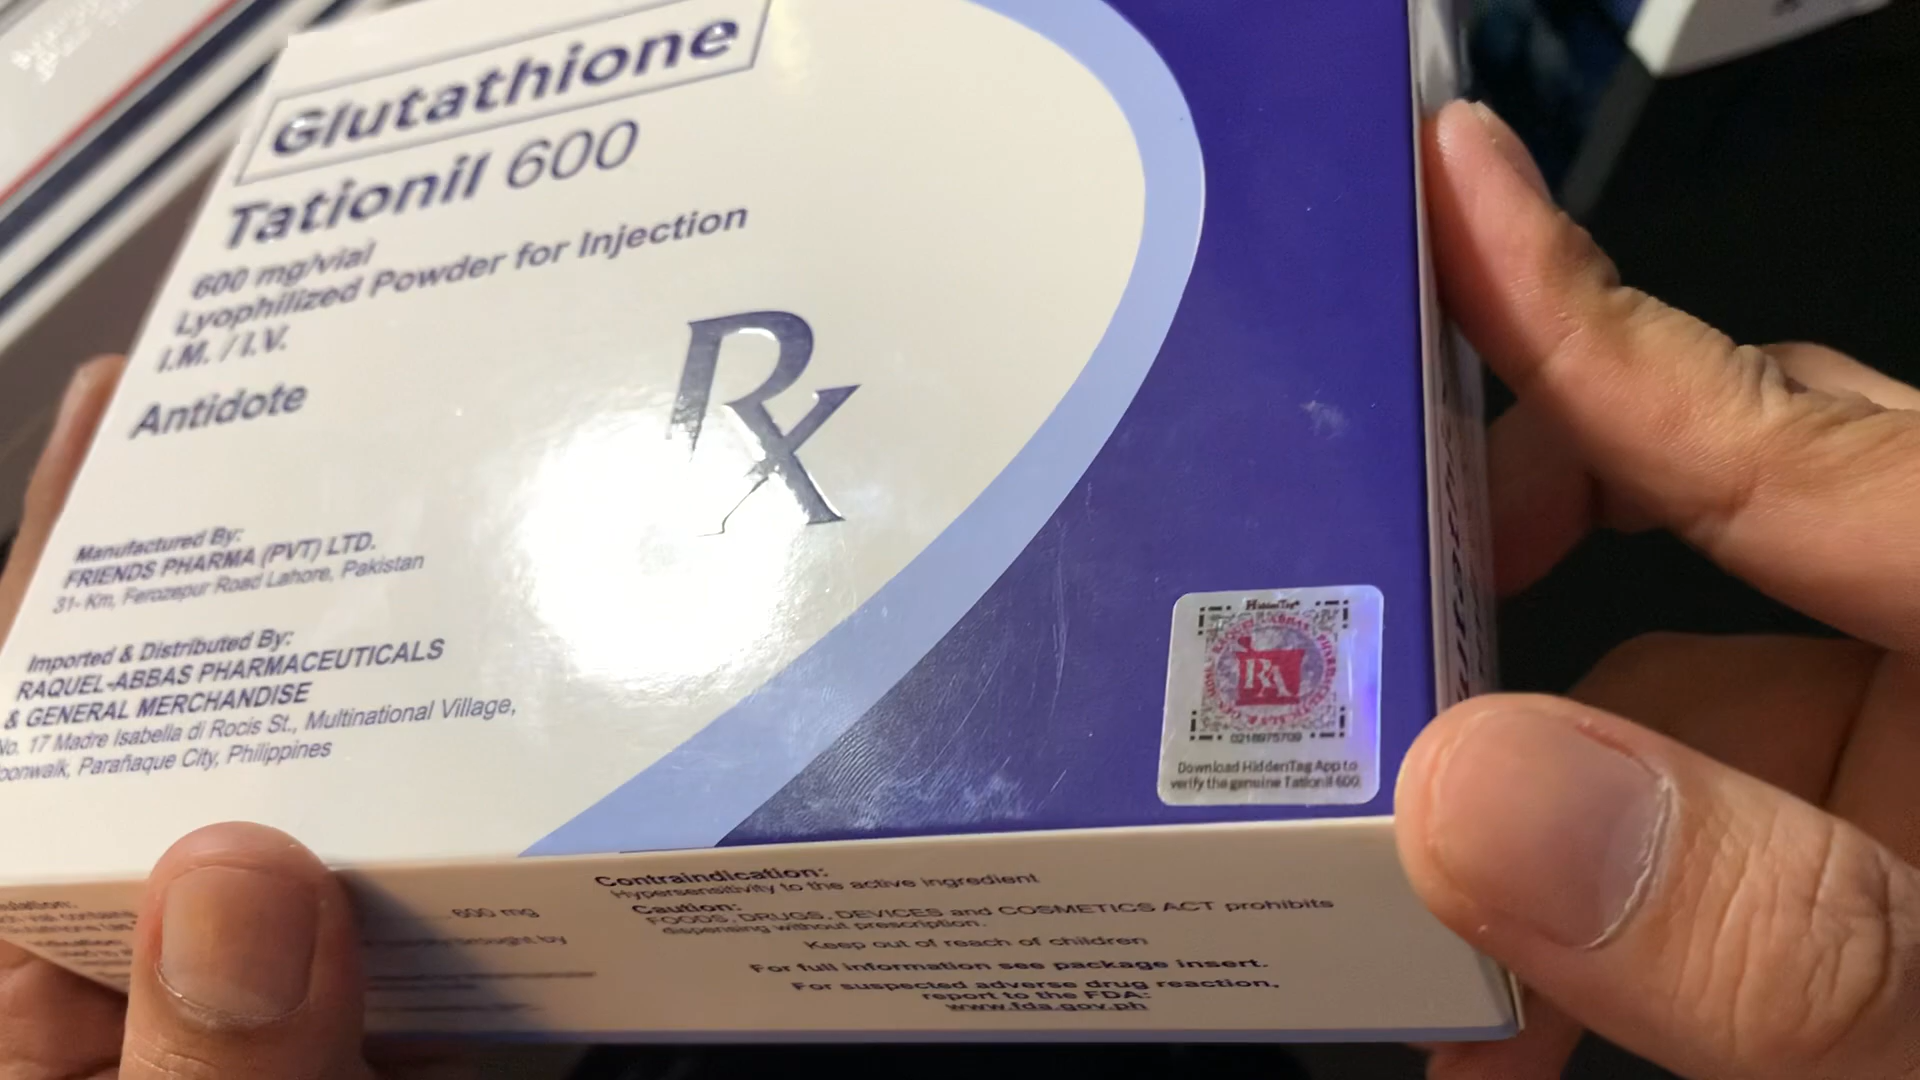 Glutathione
Tationil 600
600 mg/vial
Lyophilized Powder for Injection
I.M. / I.V.
Antidote
Rx
Manufactured By:
FRIENDS PHARMA (PVT) LTD.
31- Km, Ferozepur Road Lahore, Pakistan
Imported & Distributed By:
RAQUEL-ABBAS PHARMACEUTICALS
& GENERAL MERCHANDISE
No. 17 Madre Isabella di Rocis St., Multinational Village,
Parañaque City, Philippines
HiddenTag
RA
0218975709
Download HiddenTag App to
verify the genuine Tationil 600.
600 mg
brought by
Contraindication:
Hypersensitivity to the active ingredient
Caution:
FOODS, DRUGS, DEVICES and COSMETICS ACT prohibits
dispensing without prescription.
Keep out of reach of children
For full information see package insert.
For suspected adverse drug reaction,
report to the FDA:
www.fda.gov.ph